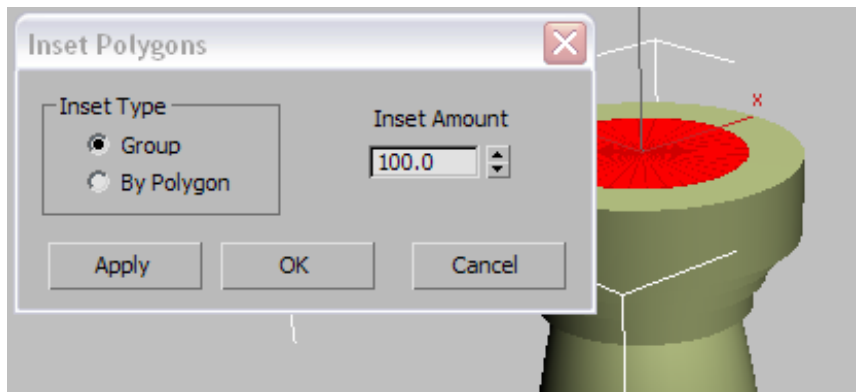 Inset Polygons
Inset Type
Group
By Polygon
Inset Amount
100.0
Apply
OK
Cancel
x